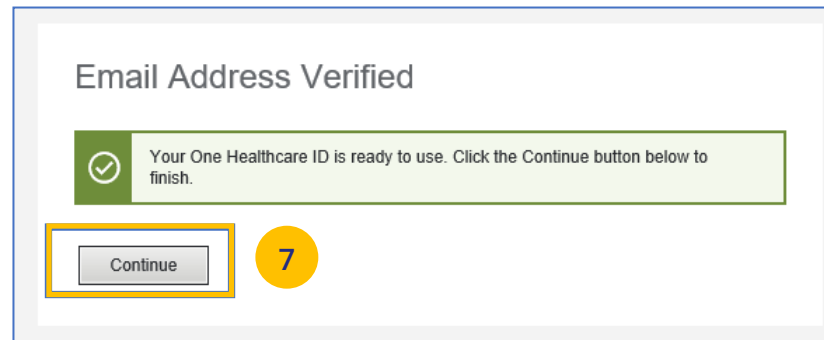 Email Address Verified
Your One Healthcare ID is ready to use. Click the Continue button below to
finish.
Continue
7